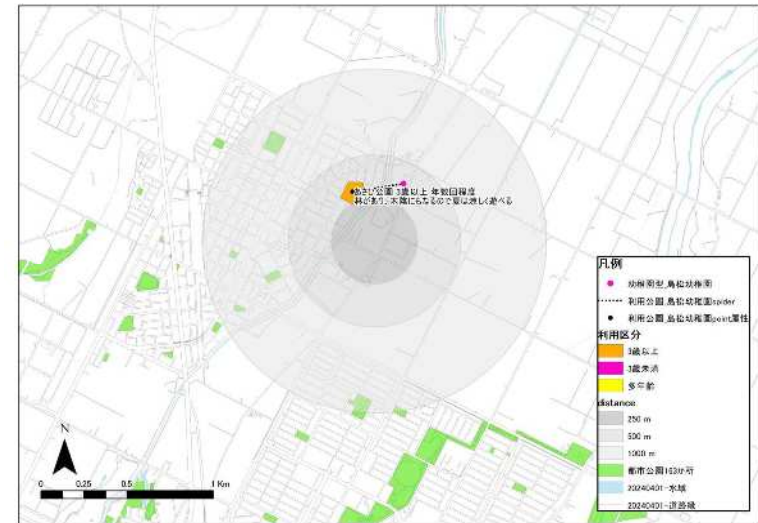 あさひ公園 3歳以上 年数回程度
林があり、木陰にもなるので夏は涼しく遊べる
凡例
幼稚園型_島松幼稚園
利用公園_島松幼稚園spider
利用公園_島松幼稚園point属性
利用区分
3歳以上
3歳未満
多年齢
distance
250 m
500 m
1000 m
都市公園163か所
20240401-水域
20240401-道路縁
N
0 0.25 0.5 1 Km